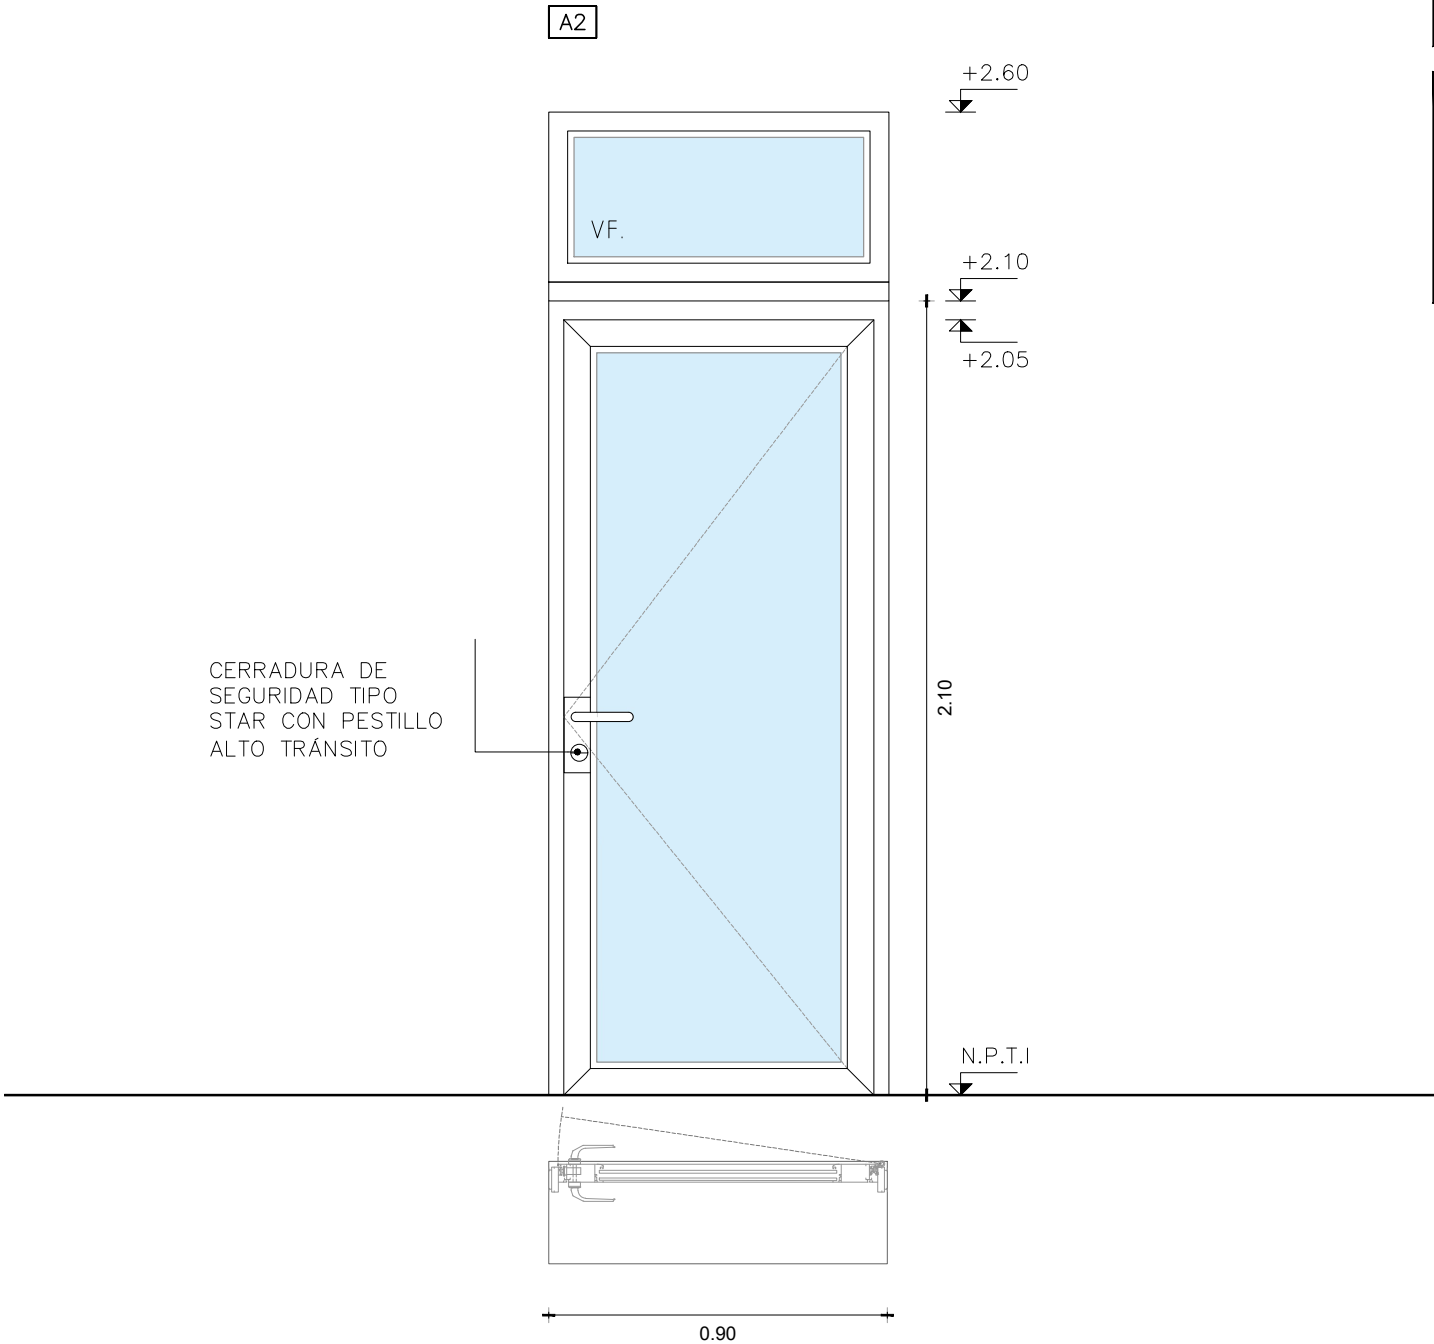 A2
+2.60
VF.
+2.10
+2.05
CERRADURA DE
SEGURIDAD TIPO
STAR CON PESTILLO
ALTO TRÁNSITO
2.10
N.P.T.I
0.90